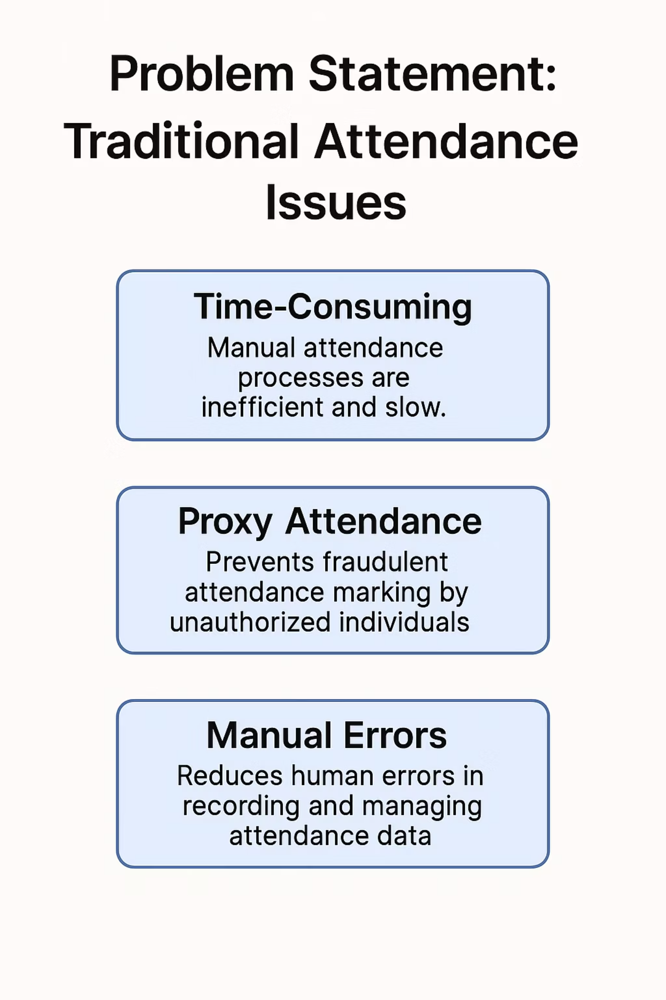 Problem Statement:
Traditional Attendance
Issues
Time-Consuming
Manual attendance
processes are
inefficient and slow.
Proxy Attendance
Prevents fraudulent
attendance marking by
unauthorized individuals
Manual Errors
Reduces human errors in
recording and managing
attendance data